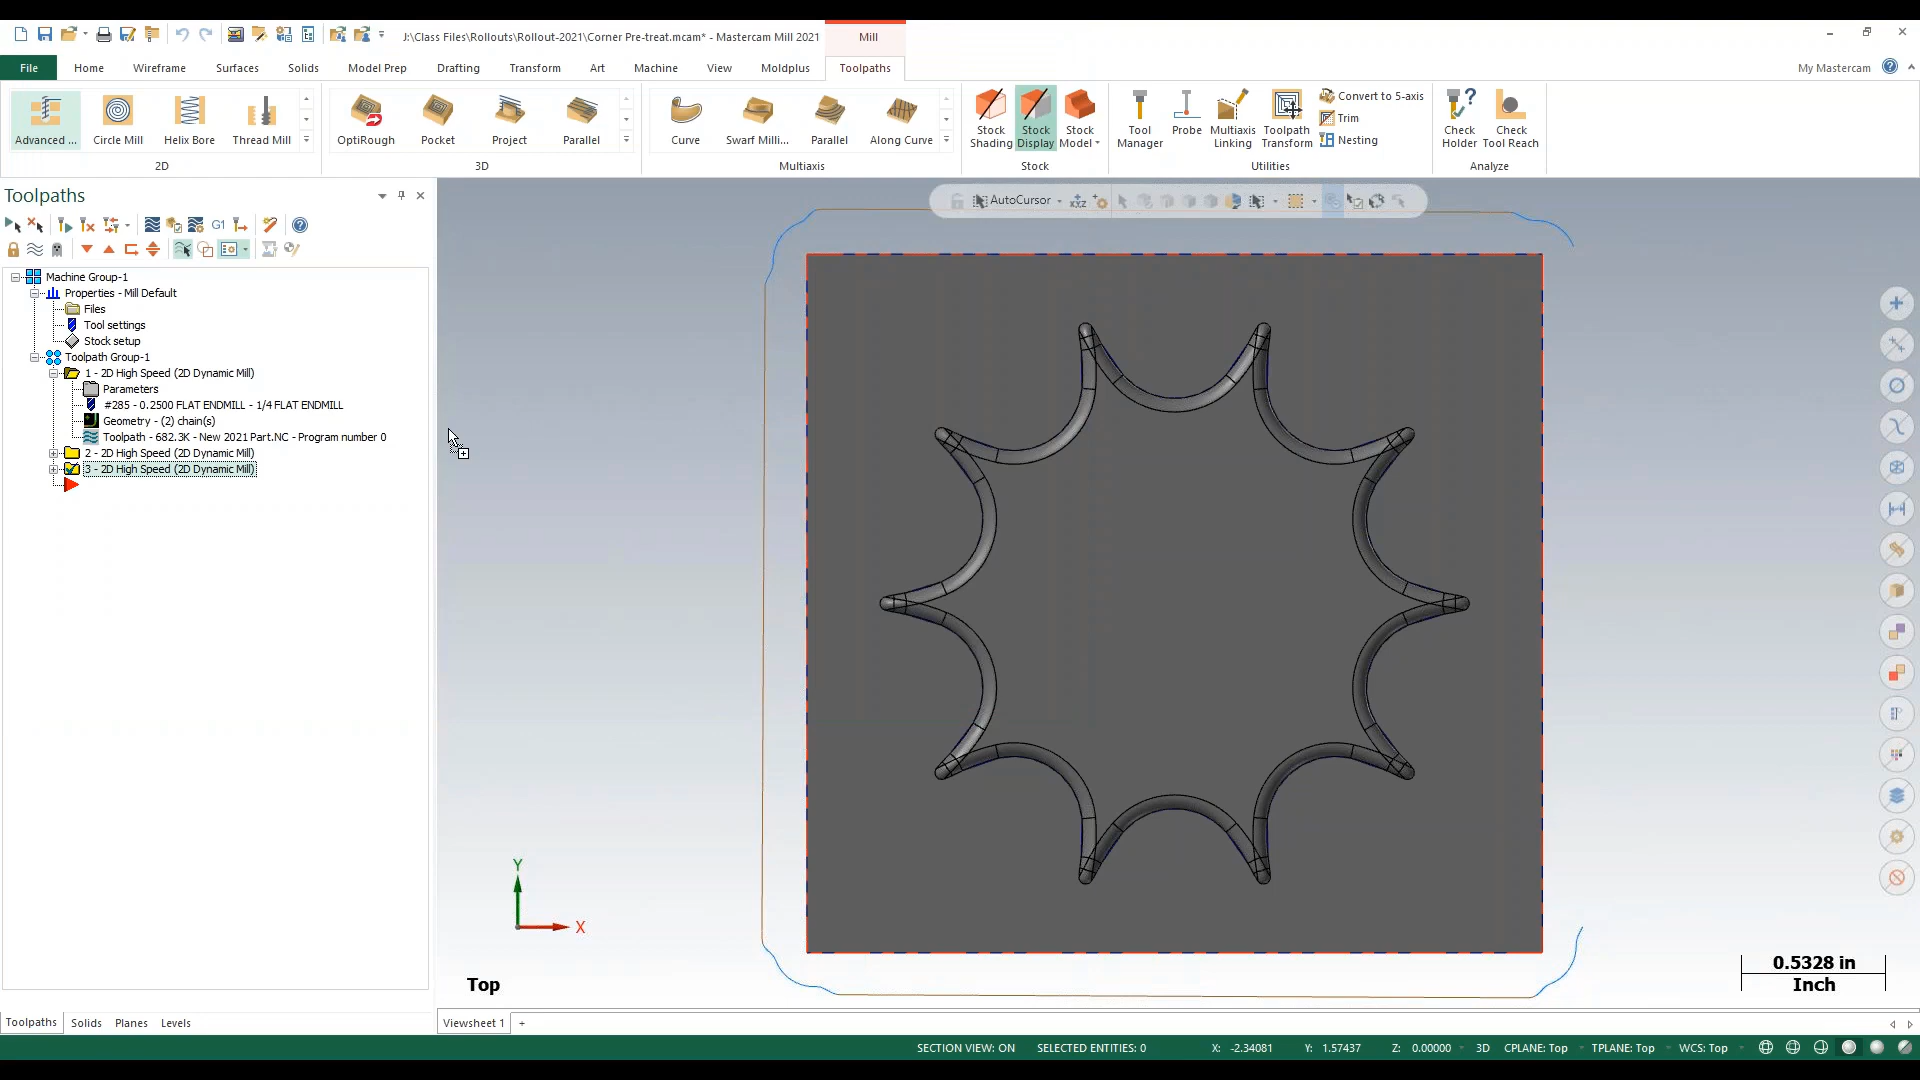 J:\Class Files\Rollouts\Rollout-2021\Corner Pre-treat.mcam* - Mastercam Mill 2021
Mill
File
Home
Wireframe
Surfaces
Solids
Model Prep
Drafting
Transform
Art
Machine
View
Moldplus
Toolpaths
My Mastercam
Advanced ...
Circle Mill
Helix Bore
Thread Mill
2D
OptiRough
Pocket
Project
Parallel
3D
Curve
Swarf Milli...
Parallel
Along Curve
Multiaxis
Stock Shading
Stock Display
Stock Model
Stock
Tool Manager
Probe
Multiaxis Linking
Toolpath Transform
Convert to 5-axis
Trim
Nesting
Utilities
Check Holder
Check Tool Reach
Analyze
Toolpaths
AutoCursor
G1
Machine Group-1
Properties - Mill Default
Files
Tool settings
Stock setup
Toolpath Group-1
1 - 2D High Speed (2D Dynamic Mill)
Parameters
#285 - 0.2500 FLAT ENDMILL - 1/4 FLAT ENDMILL
Geometry - (2) chain(s)
Toolpath - 682.3K - New 2021 Part.NC - Program number 0
2 - 2D High Speed (2D Dynamic Mill)
3 - 2D High Speed (2D Dynamic Mill)
Y
X
Top
0.5328 in
Inch
Toolpaths
Solids
Planes
Levels
Viewsheet 1
+
SECTION VIEW: ON
SELECTED ENTITIES: 0
X: -2.34081
Y: 1.57437
Z: 0.00000
3D
CPLANE: Top
TPLANE: Top
WCS: Top